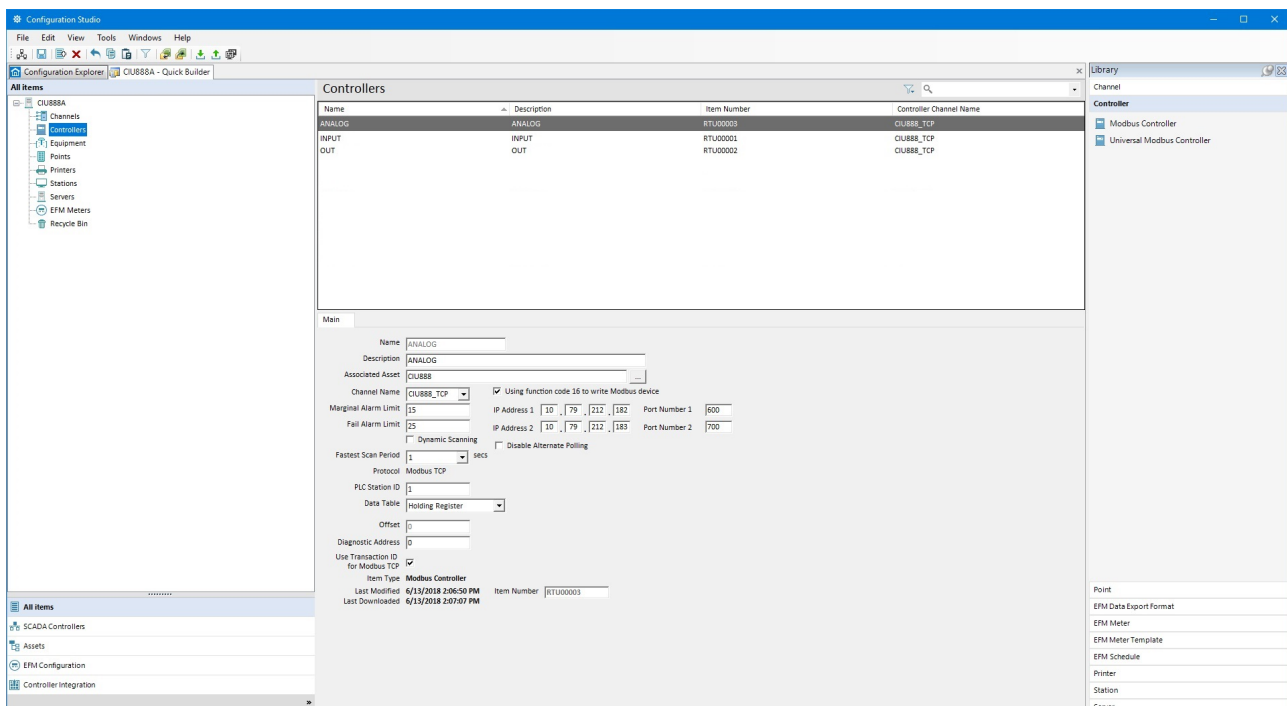 Configuration Studio
File Edit View Tools Windows Help
Configuration Explorer CIU888A - Quick Builder
All items
CIU888A
Channels
Controllers
Equipment
Points
Printers
Stations
Servers
EFM Meters
Recycle Bin
All items
SCADA Controllers
Assets
EFM Configuration
Controller Integration
»
Controllers
Name Description Item Number Controller Channel Name
ANALOG ANALOG RTU00003 CIU888_TCP
INPUT INPUT RTU00001 CIU888_TCP
OUT OUT RTU00002 CIU888_TCP
Main
Name ANALOG
Description ANALOG
Associated Asset CIU888 ...
Channel Name CIU888_TCP Using function code 16 to write Modbus device
Marginal Alarm Limit 15 IP Address 1 10 . 79 . 212 . 182 Port Number 1 600
Fail Alarm Limit 25 IP Address 2 10 . 79 . 212 . 183 Port Number 2 700
Dynamic Scanning Disable Alternate Polling
Fastest Scan Period 1 secs
Protocol Modbus TCP
PLC Station ID 1
Data Table Holding Register
Offset 0
Diagnostic Address 0
Use Transaction ID
for Modbus TCP
Item Type Modbus Controller
Last Modified 6/13/2018 2:06:50 PM Item Number RTU00003
Last Downloaded 6/13/2018 2:07:07 PM
Library
Channel
Controller
Modbus Controller
Universal Modbus Controller
Point
EFM Data Export Format
EFM Meter
EFM Meter Template
EFM Schedule
Printer
Station